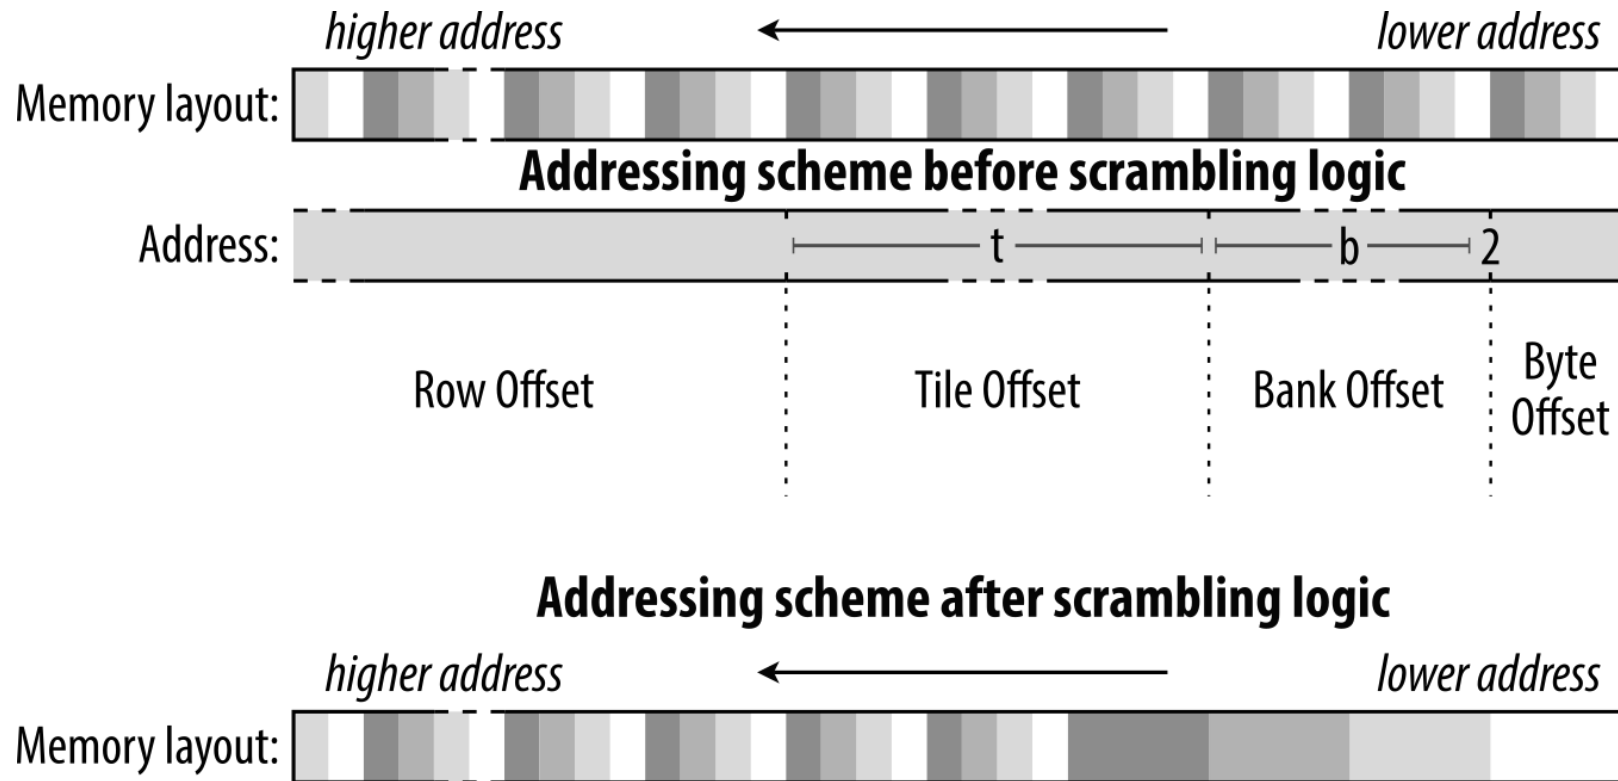 higher address lower address
Memory layout:
Addressing scheme before scrambling logic
Address: t b 2
Row Offset Tile Offset Bank Offset Byte
Offset
Addressing scheme after scrambling logic
higher address lower address
Memory layout: